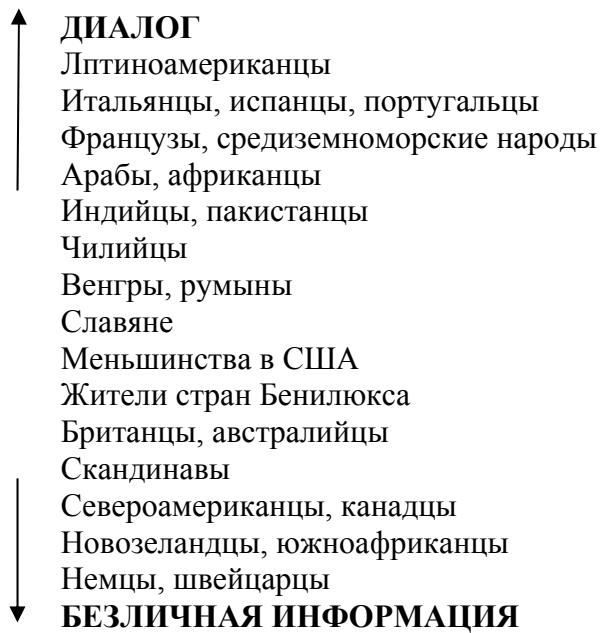 ДИАЛОГ
Лптиноамериканцы
Итальянцы, испанцы, португальцы
Французы, средиземноморские народы
Арабы, африканцы
Индийцы, пакистанцы
Чилийцы
Венгры, румыны
Славяне
Меньшинства в США
Жители стран Бенилюкса
Британцы, австралийцы
Скандинавы
Североамериканцы, канадцы
Новозеландцы, южноафриканцы
Немцы, швейцарцы
БЕЗЛИЧНАЯ ИНФОРМАЦИЯ